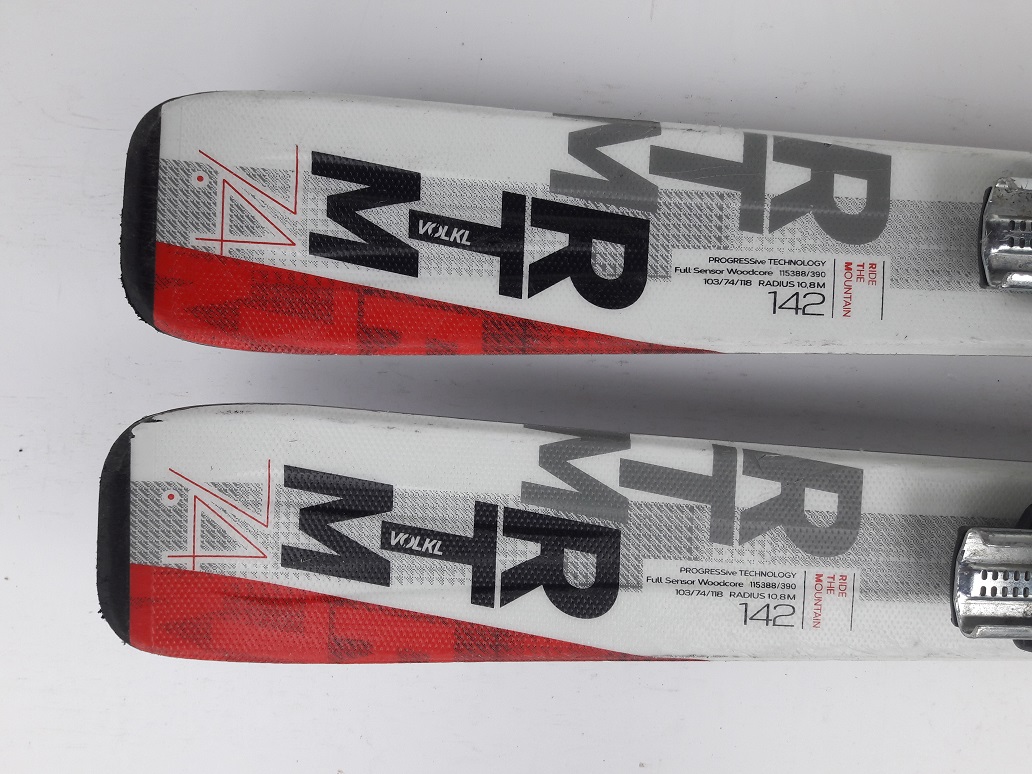 74
RTM
VÖLKL
RTM
PROGRESSive TECHNOLOGY
Full Sensor Woodcore 115388/390
103/74/118 RADIUS 10,8M
142
RIDE
THE
MOUNTAIN
74
RTM
VÖLKL
RTM
PROGRESSive TECHNOLOGY
Full Sensor Woodcore 115388/390
103/74/118 RADIUS 10,8M
142
RIDE
THE
MOUNTAIN